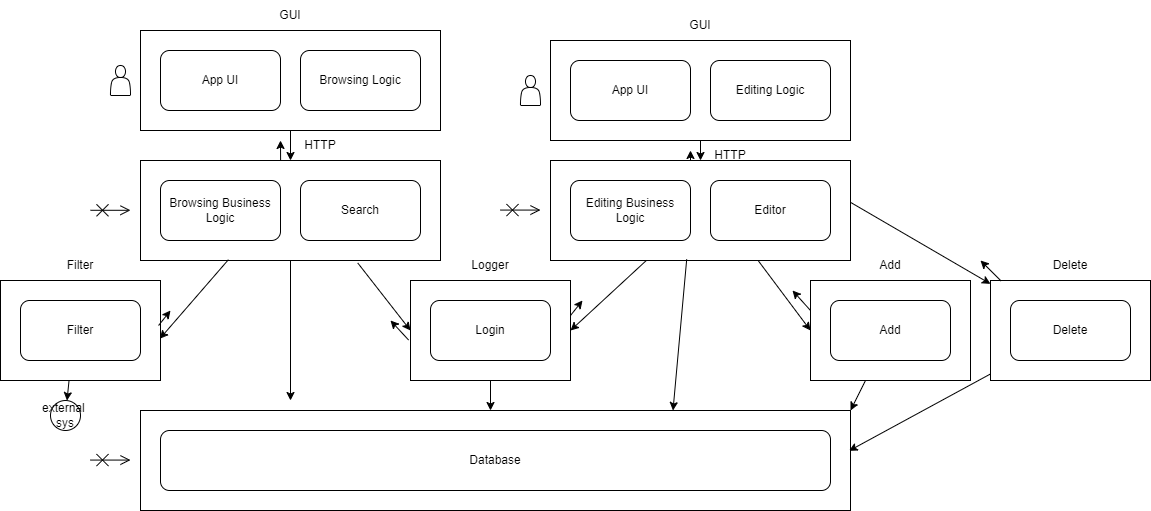 GUI
GUI
App UI
Browsing Logic
App UI
Editing Logic
HTTP
HTTP
Browsing Business
Logic
Search
Editing Business
Logic
Editor
Filter
Logger
Add
Delete
Filter
Login
Add
Delete
external
sys
Database